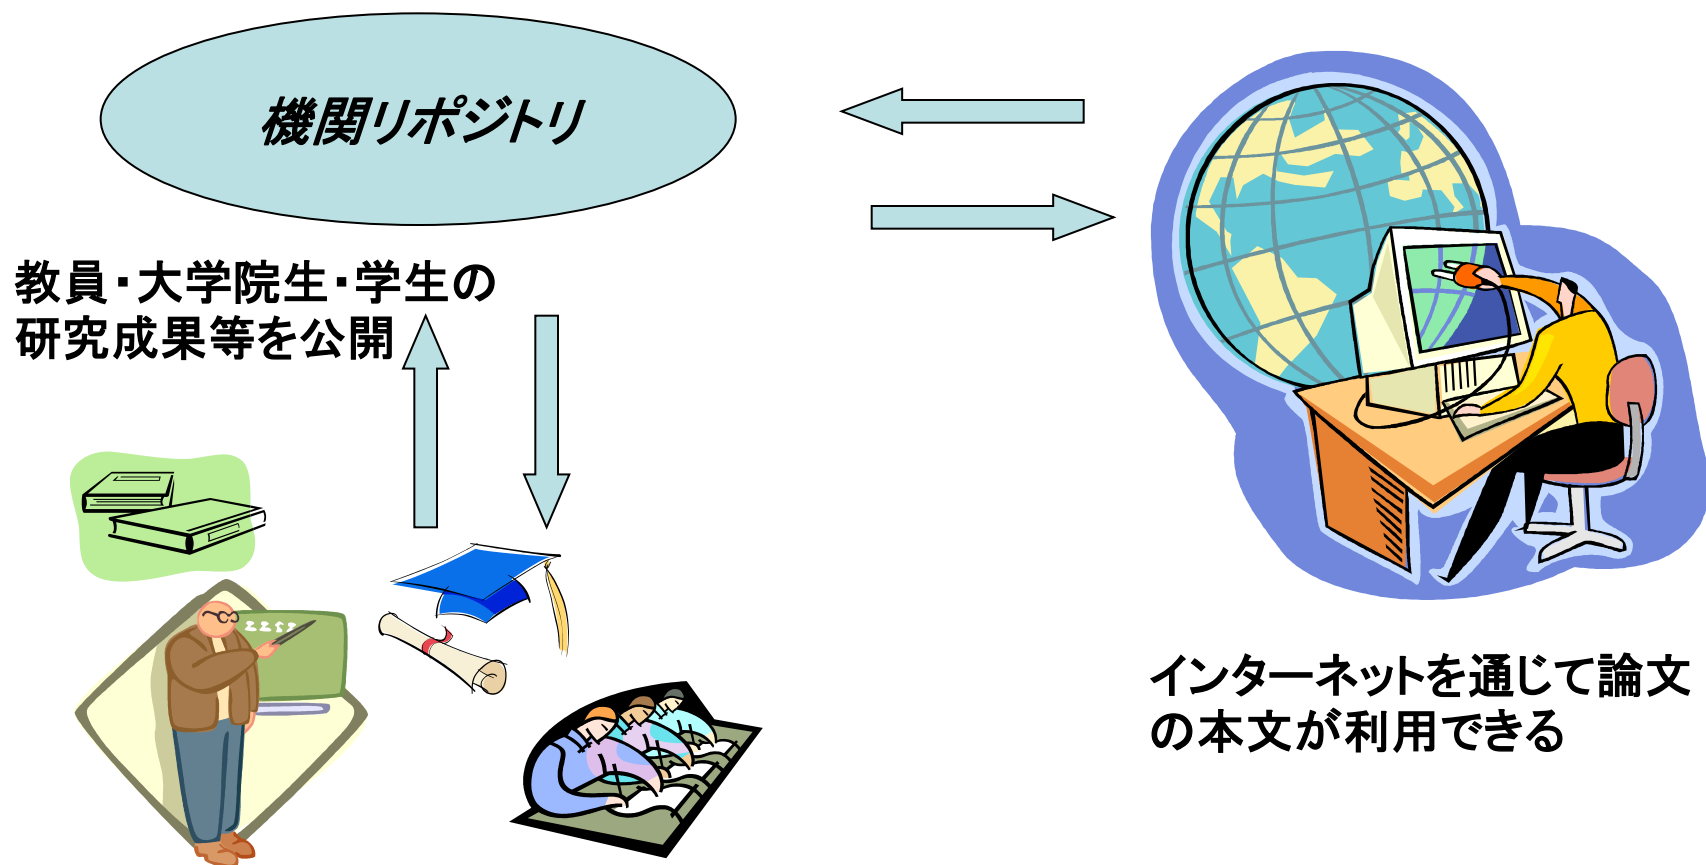 機関リポジトリ
教員・大学院生・学生の
研究成果等を公開
インターネットを通じて論文
の本文が利用できる